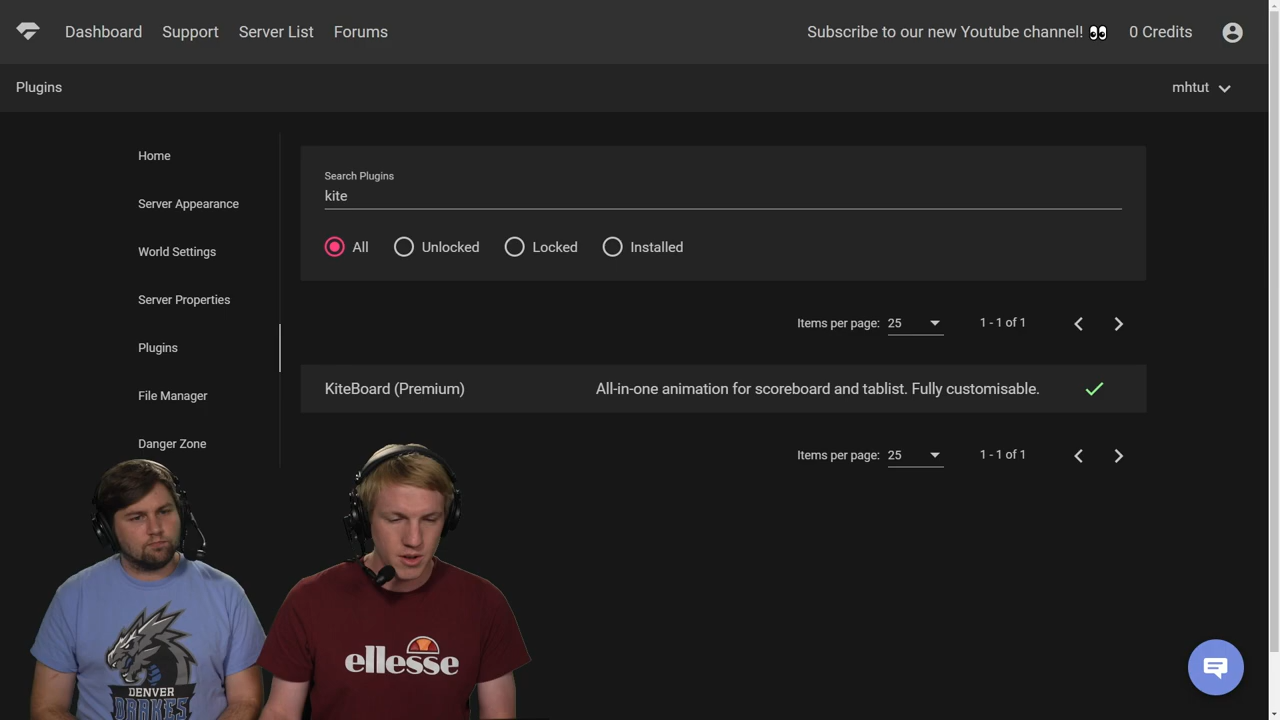 Dashboard Support Server List Forums Subscribe to our new Youtube channel! 👀 0 Credits
Plugins mhtut
Home
Server Appearance
World Settings
Server Properties
Plugins
File Manager
Danger Zone
Search Plugins
kite
All Unlocked Locked Installed
Items per page: 25 1 - 1 of 1
KiteBoard (Premium) All-in-one animation for scoreboard and tablist. Fully customisable.
Items per page: 25 1 - 1 of 1
DENVER
DRAKES
ellesse